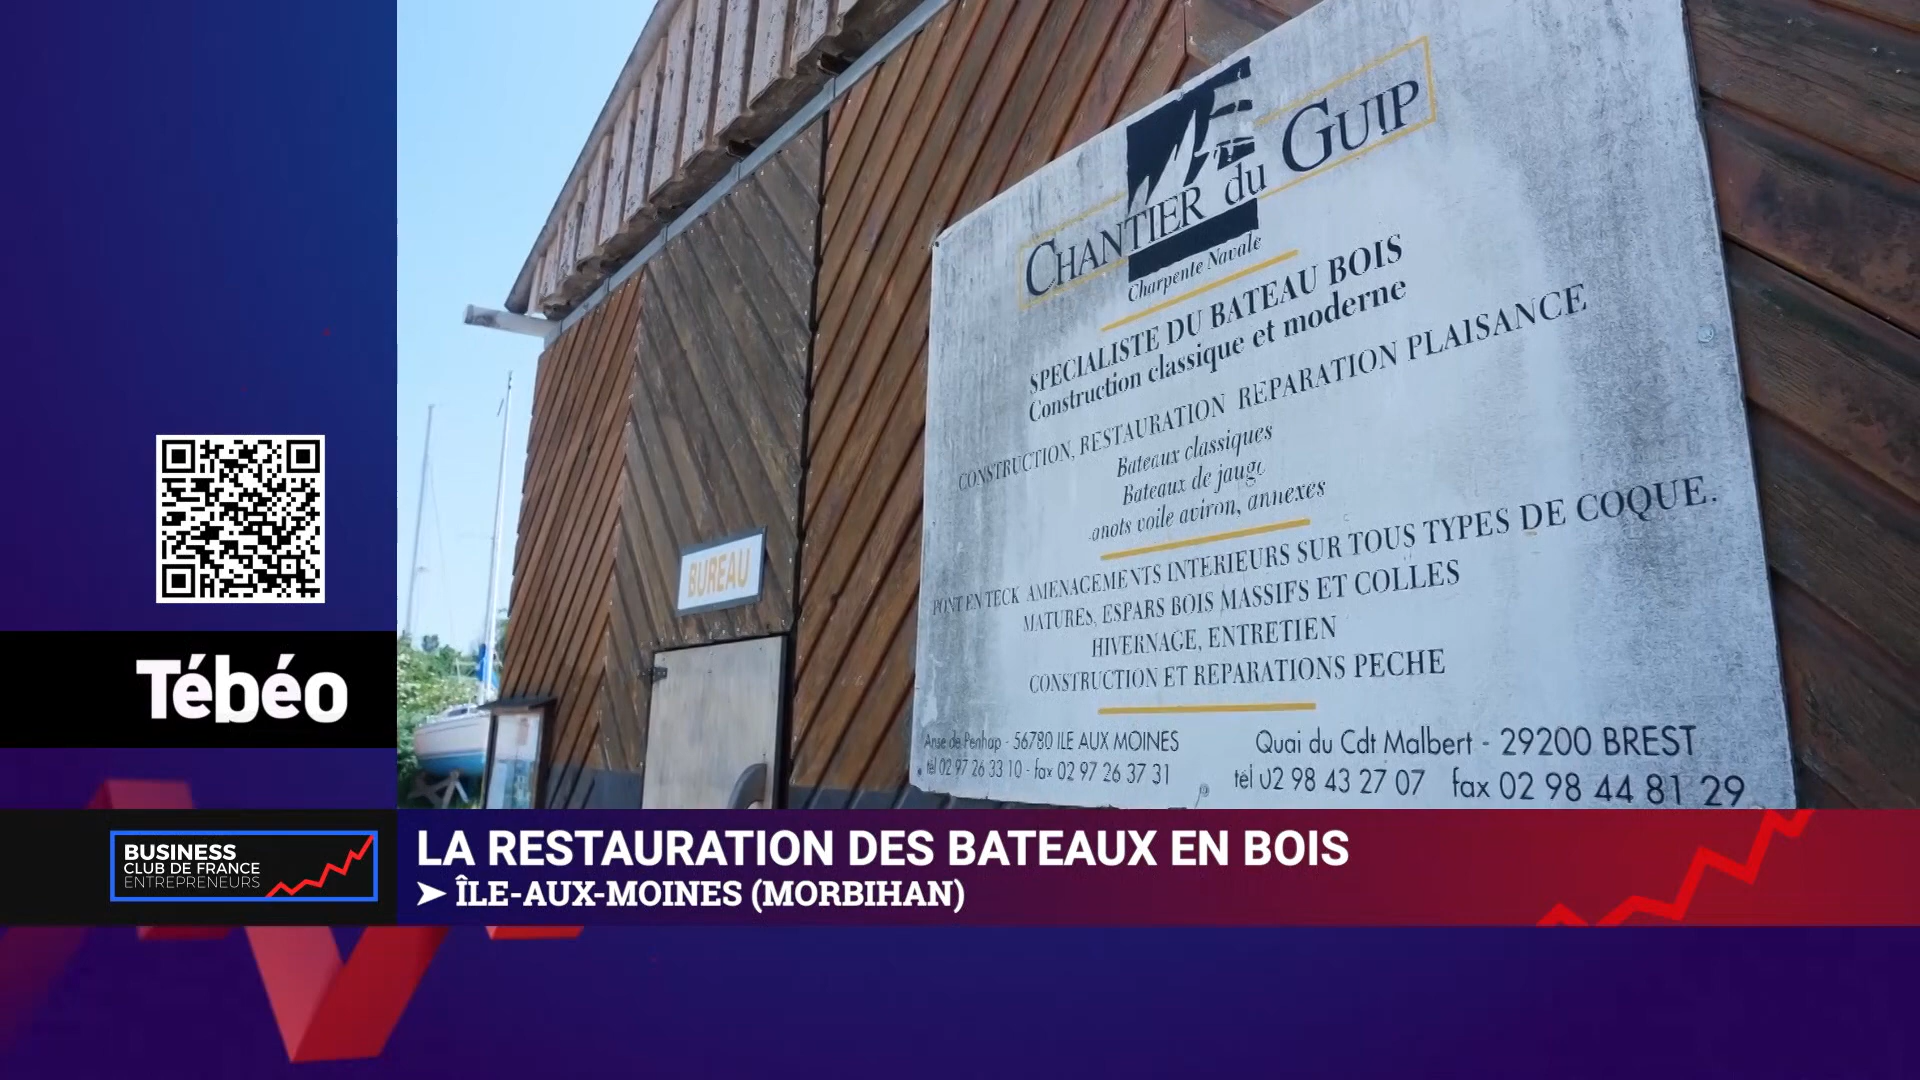 CHANTIER du GUIP
Charpente Navale
SPECIALISTE DU BATEAU BOIS
Construction classique et moderne
CONSTRUCTION, RESTAURATION REPARATION PLAISANCE
Bateaux classiques
Bateaux de jauge
anots voile aviron, annexes
PONT EN TECK AMENAGEMENTS INTERIEURS SUR TOUS TYPES DE COQUE.
MATURES, ESPARS BOIS MASSIFS ET COLLES
HIVERNAGE, ENTRETIEN
CONSTRUCTION ET REPARATIONS PECHE
Anse de Penhap - 56780 ILE AUX MOINES
tél 02 97 26 33 10 - fax 02 97 26 37 31
Quai du Cdt Malbert - 29200 BREST
tél 02 98 43 27 07 fax 02 98 44 81 29
BUREAU
Tébéo
BUSINESS
CLUB DE FRANCE
ENTREPRENEURS
LA RESTAURATION DES BATEAUX EN BOIS
➤ ÎLE-AUX-MOINES (MORBIHAN)